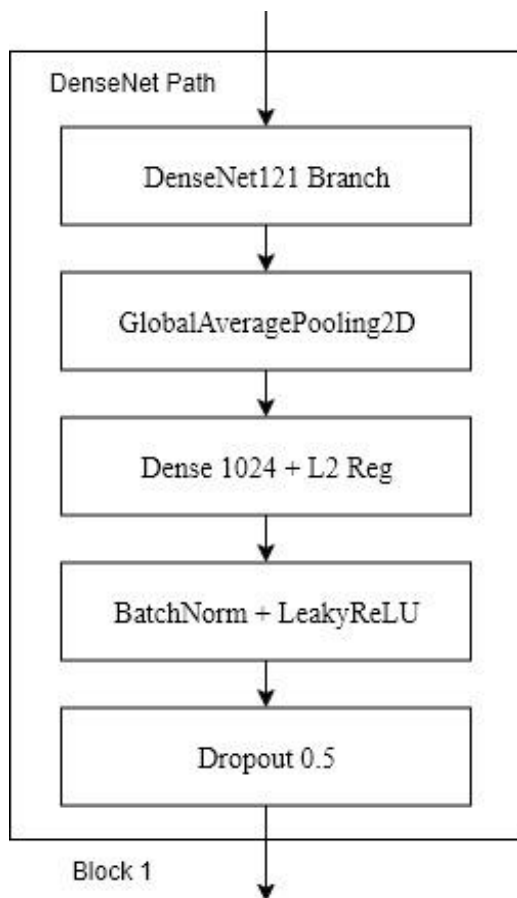 DenseNet Path
DenseNet121 Branch
GlobalAveragePooling2D
Dense 1024 + L2 Reg
BatchNorm + LeakyReLU
Dropout 0.5
Block 1